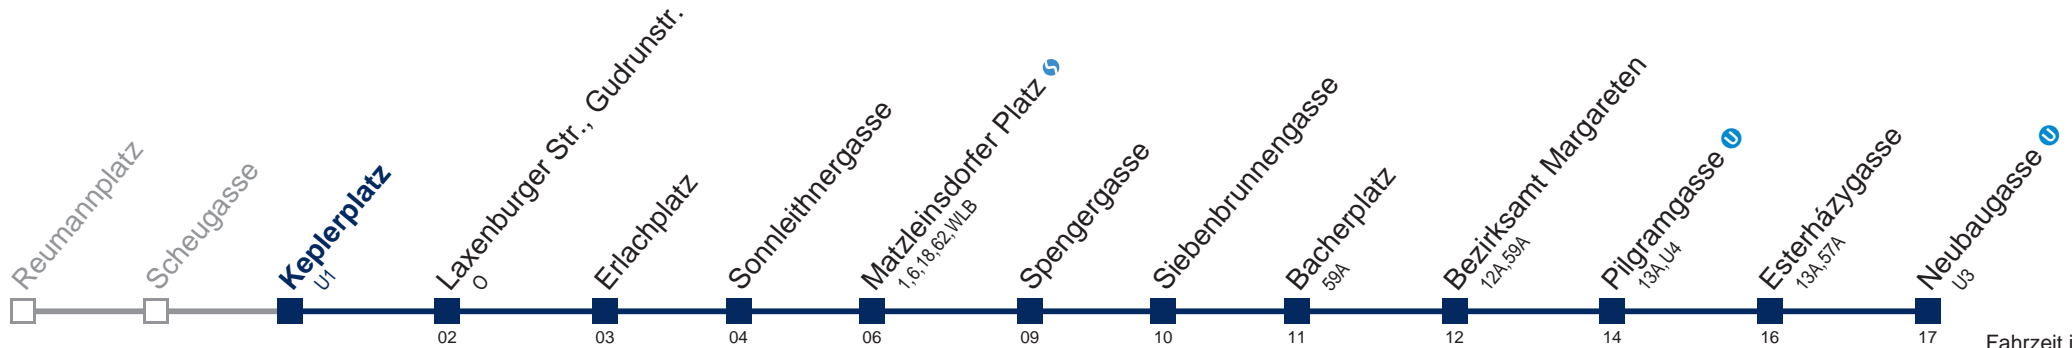 Reumannplatz
Scheugasse
Keplerplatz
U1
Laxenburger Str., Gudrunstr.
O
Erlachplatz
Sonnleithnergasse
Matzleinsdorfer Platz
1,6,18,62,WLB
Spengergasse
Siebenbrunnengasse
Bacherplatz
59A
Bezirksamt Margareten
12A,59A
Pilgramgasse U
13A,U4
Esterházygasse
13A,57A
Neubaugasse U
U3
02 03 04 06 09 10 11 12 14 16 17
Fahrzeit i